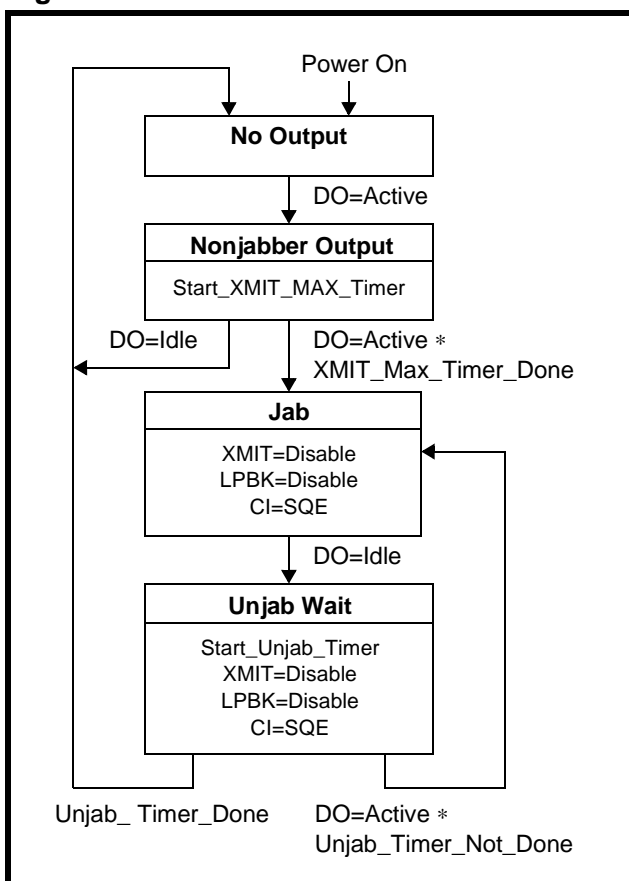 Power On
No Output
DO=Active
Nonjabber Output
Start_XMIT_MAX_Timer
DO=Idle
DO=Active *
XMIT_Max_Timer_Done
Jab
XMIT=Disable
LPBK=Disable
CI=SQE
DO=Idle
Unjab Wait
Start_Unjab_Timer
XMIT=Disable
LPBK=Disable
CI=SQE
Unjab_ Timer_Done
DO=Active *
Unjab_Timer_Not_Done